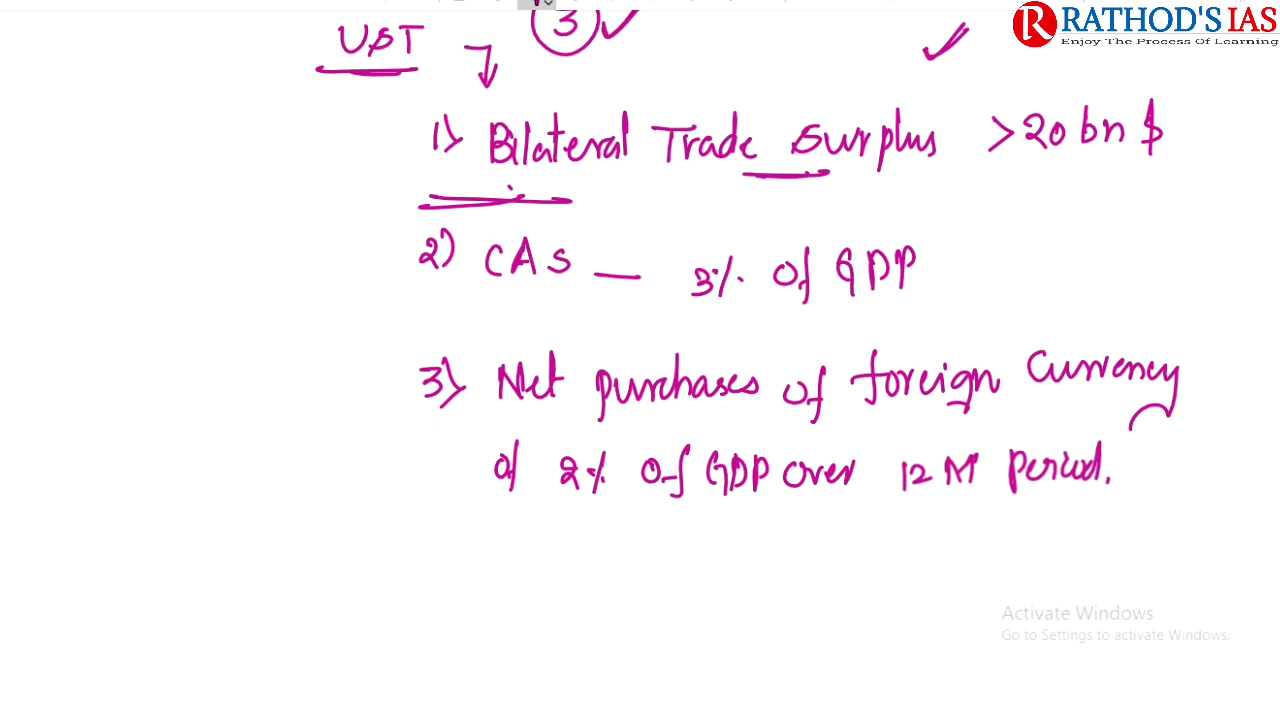 RATHOD'S IAS
Enjoy The Process Of Learning
UST 3
1) Bilateral Trade Surplus > 20 bn $
2) CAS — 3% Of GDP
3) Net purchases of foreign Currency
of 2% Of GDP over 12 M Period.
Activate Windows
Go to Settings to activate Windows.